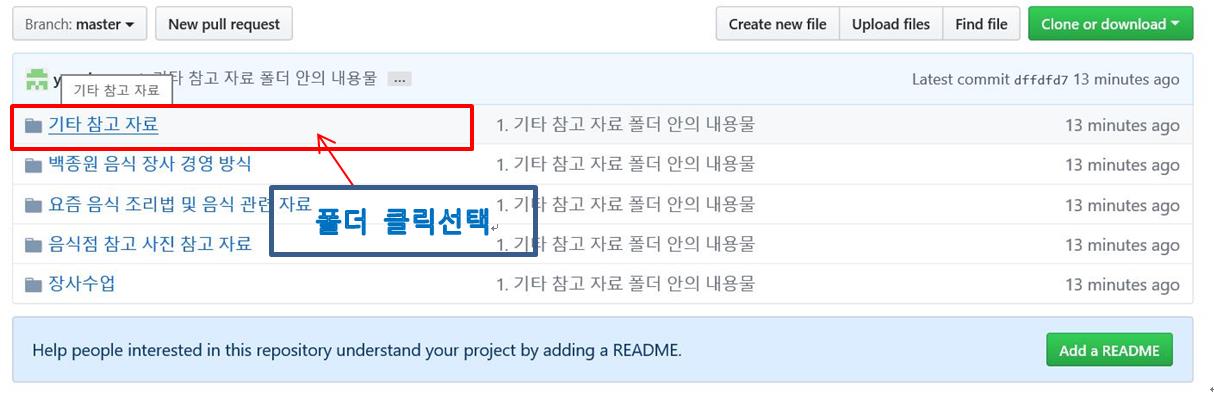 Branch: master New pull request Create new file Upload files Find file Clone or download
기타 참고 자료 폴더 안의 내용물 ... Latest commit dffdfd7 13 minutes ago
기타 참고 자료
기타 참고 자료 1. 기타 참고 자료 폴더 안의 내용물 13 minutes ago
백종원 음식 장사 경영 방식 1. 기타 참고 자료 폴더 안의 내용물 13 minutes ago
요즘 음식 조리법 및 음식 관련 자료 1. 기타 참고 자료 폴더 안의 내용물 13 minutes ago
폴더 클릭선택
음식점 참고 사진 참고 자료 1. 기타 참고 자료 폴더 안의 내용물 13 minutes ago
장사수업 1. 기타 참고 자료 폴더 안의 내용물 13 minutes ago
Help people interested in this repository understand your project by adding a README. Add a README